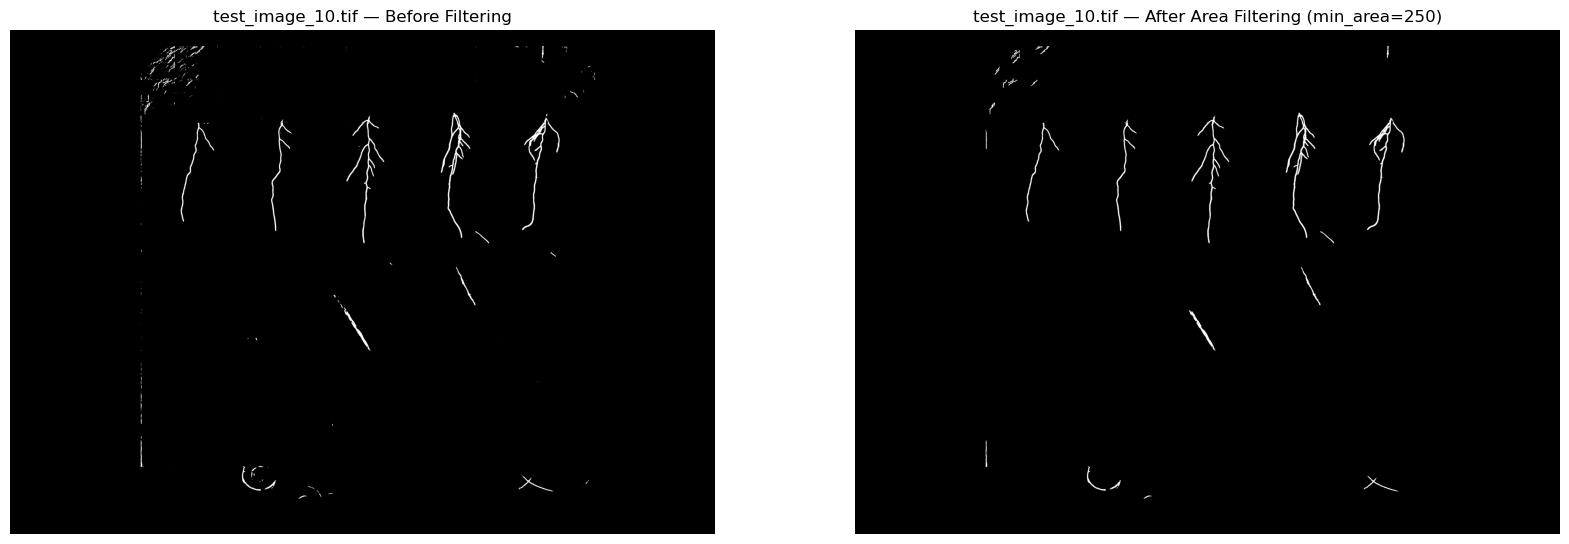 test_image_10.tif — Before Filtering
test_image_10.tif — After Area Filtering (min_area=250)